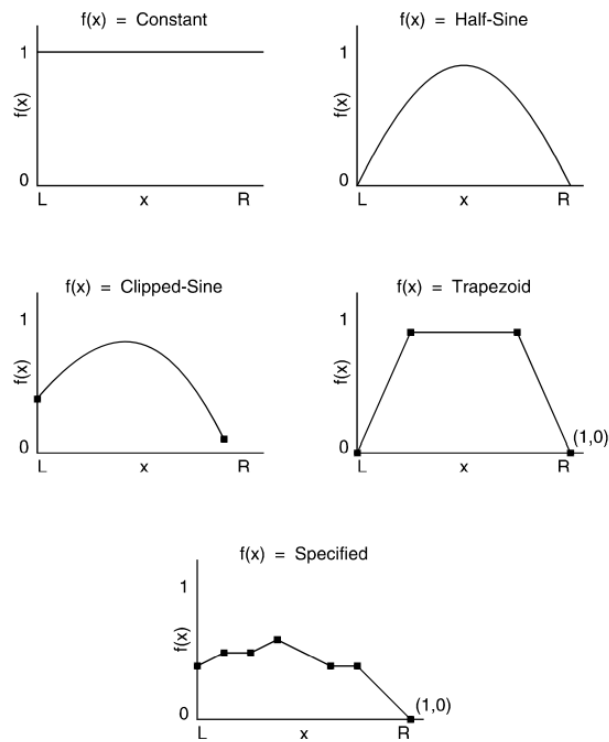 f(x) = Constant
1
f(x)
0
L x R
f(x) = Half-Sine
1
f(x)
0
L x R
f(x) = Clipped-Sine
1
f(x)
0
L x R
f(x) = Trapezoid
1
f(x)
(1,0)
0
L x R
f(x) = Specified
1
f(x)
(1,0)
0
L x R